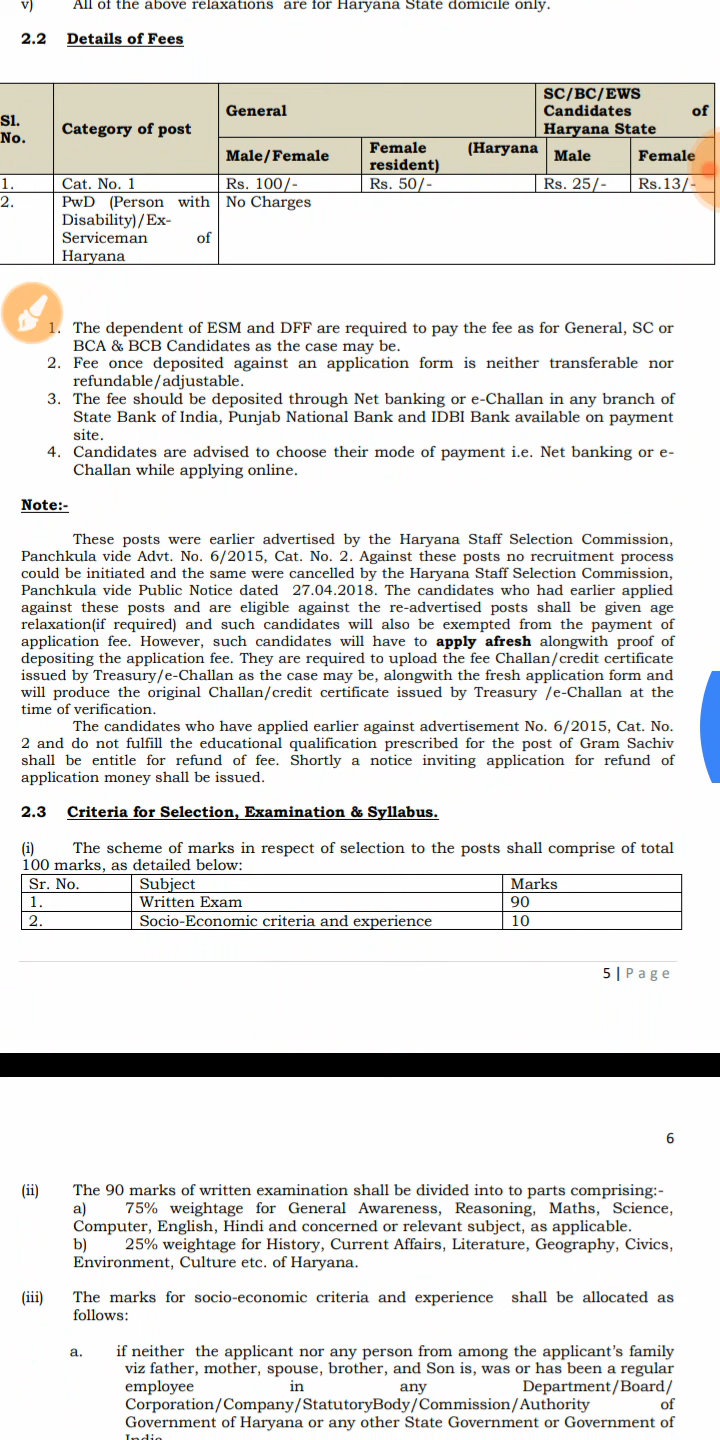 v) All of the above relaxations are for Haryana State domicile only.
2.2 Details of Fees
Sl. No. Category of post General SC/BC/EWS Candidates of Haryana State
Male/Female Female (Haryana resident) Male Female
1. Cat. No. 1 Rs. 100/- Rs. 50/- Rs. 25/- Rs.13/-
2. PwD (Person with Disability)/Ex-Serviceman of Haryana No Charges
1. The dependent of ESM and DFF are required to pay the fee as for General, SC or
BCA & BCB Candidates as the case may be.
2. Fee once deposited against an application form is neither transferable nor
refundable/adjustable.
3. The fee should be deposited through Net banking or e-Challan in any branch of
State Bank of India, Punjab National Bank and IDBI Bank available on payment
site.
4. Candidates are advised to choose their mode of payment i.e. Net banking or e-
Challan while applying online.
Note:-
These posts were earlier advertised by the Haryana Staff Selection Commission,
Panchkula vide Advt. No. 6/2015, Cat. No. 2. Against these posts no recruitment process
could be initiated and the same were cancelled by the Haryana Staff Selection Commission,
Panchkula vide Public Notice dated 27.04.2018. The candidates who had earlier applied
against these posts and are eligible against the re-advertised posts shall be given age
relaxation(if required) and such candidates will also be exempted from the payment of
application fee. However, such candidates will have to apply afresh alongwith proof of
depositing the application fee. They are required to upload the fee Challan/credit certificate
issued by Treasury/e-Challan as the case may be, alongwith the fresh application form and
will produce the original Challan/credit certificate issued by Treasury /e-Challan at the
time of verification.
The candidates who have applied earlier against advertisement No. 6/2015, Cat. No.
2 and do not fulfill the educational qualification prescribed for the post of Gram Sachiv
shall be entitle for refund of fee. Shortly a notice inviting application for refund of
application money shall be issued.
2.3 Criteria for Selection, Examination & Syllabus.
(i) The scheme of marks in respect of selection to the posts shall comprise of total
100 marks, as detailed below:
Sr. No. Subject Marks
1. Written Exam 90
2. Socio-Economic criteria and experience 10
5 | Page
6
(ii) The 90 marks of written examination shall be divided into to parts comprising:-
a) 75% weightage for General Awareness, Reasoning, Maths, Science,
Computer, English, Hindi and concerned or relevant subject, as applicable.
b) 25% weightage for History, Current Affairs, Literature, Geography, Civics,
Environment, Culture etc. of Haryana.
(iii) The marks for socio-economic criteria and experience shall be allocated as
follows:
a. if neither the applicant nor any person from among the applicant's family
viz father, mother, spouse, brother, and Son is, was or has been a regular
employee in any Department/Board/
Corporation/Company/StatutoryBody/Commission/Authority of
Government of Haryana or any other State Government or Government of
India